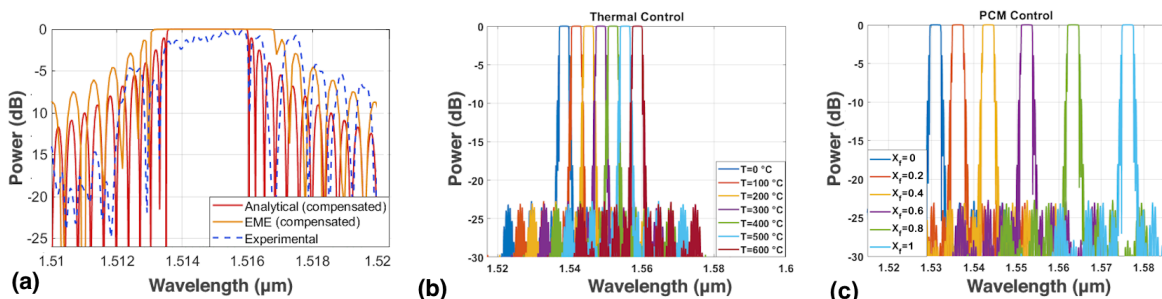 0
-5
-10
-15
-20
-25
Power (dB)
Analytical (compensated)
EME (compensated)
Experimental
1.51
1.512
1.514
1.516
1.518
1.52
Wavelength (µm)
(a)
Thermal Control
0
-5
-10
-15
-20
-25
-30
Power (dB)
T=0 °C
T=100 °C
T=200 °C
T=300 °C
T=400 °C
T=500 °C
T=600 °C
1.52
1.54
1.56
1.58
1.6
Wavelength (µm)
(b)
PCM Control
0
-5
-10
-15
-20
-25
-30
Power (dB)
Xf= 0
Xf=0.2
Xf=0.4
Xf=0.6
Xf=0.8
Xf=1
1.52
1.53
1.54
1.55
1.56
1.57
1.58
Wavelength (µm)
(c)